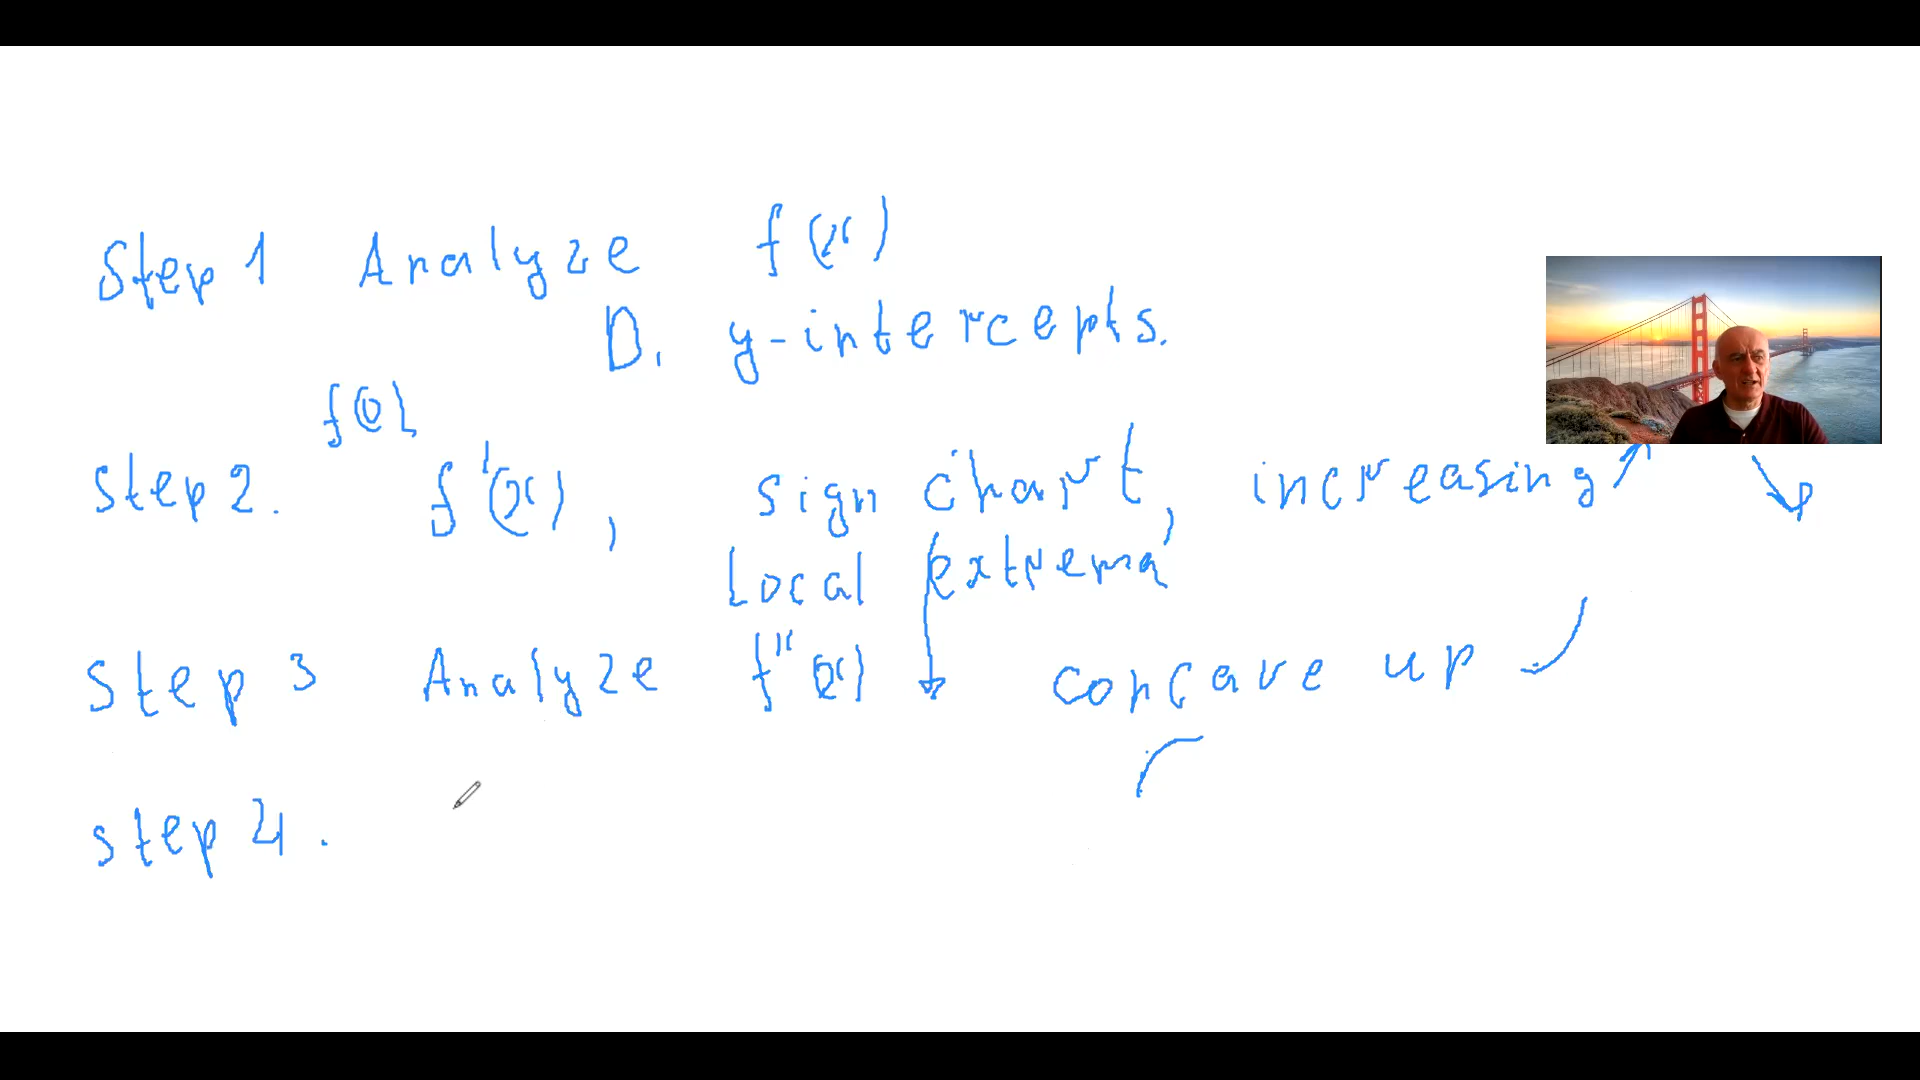 Step 1 Analyze f(x)
D, y-intercepts.
f(0)
Step 2. f'(x), sign chart, increasing
Local extrema
Step 3 Analyze f''(x) concave up
Step 4.